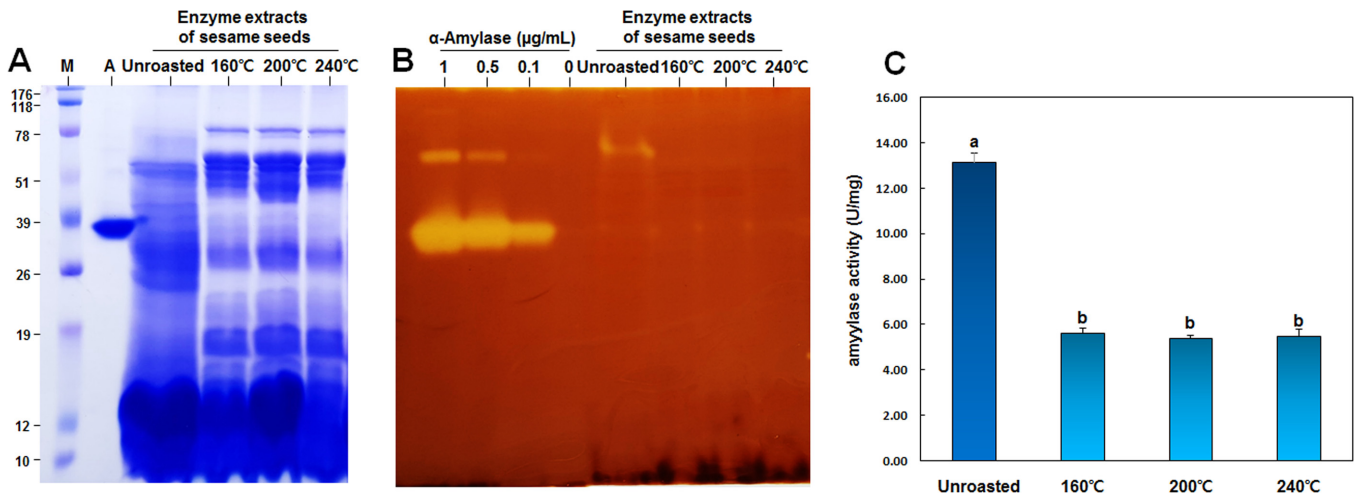 A
Enzyme extracts
of sesame seeds
M A Unroasted 160℃ 200℃ 240℃
176
118
78
51
39
26
19
12
10
B
α-Amylase (µg/mL)
1 0.5 0.1 0
Enzyme extracts
of sesame seeds
Unroasted 160℃ 200℃ 240℃
C
amylase activity (U/mg)
16.00
14.00
12.00
10.00
8.00
6.00
4.00
2.00
0.00
a
b
b
b
Unroasted 160℃ 200℃ 240℃